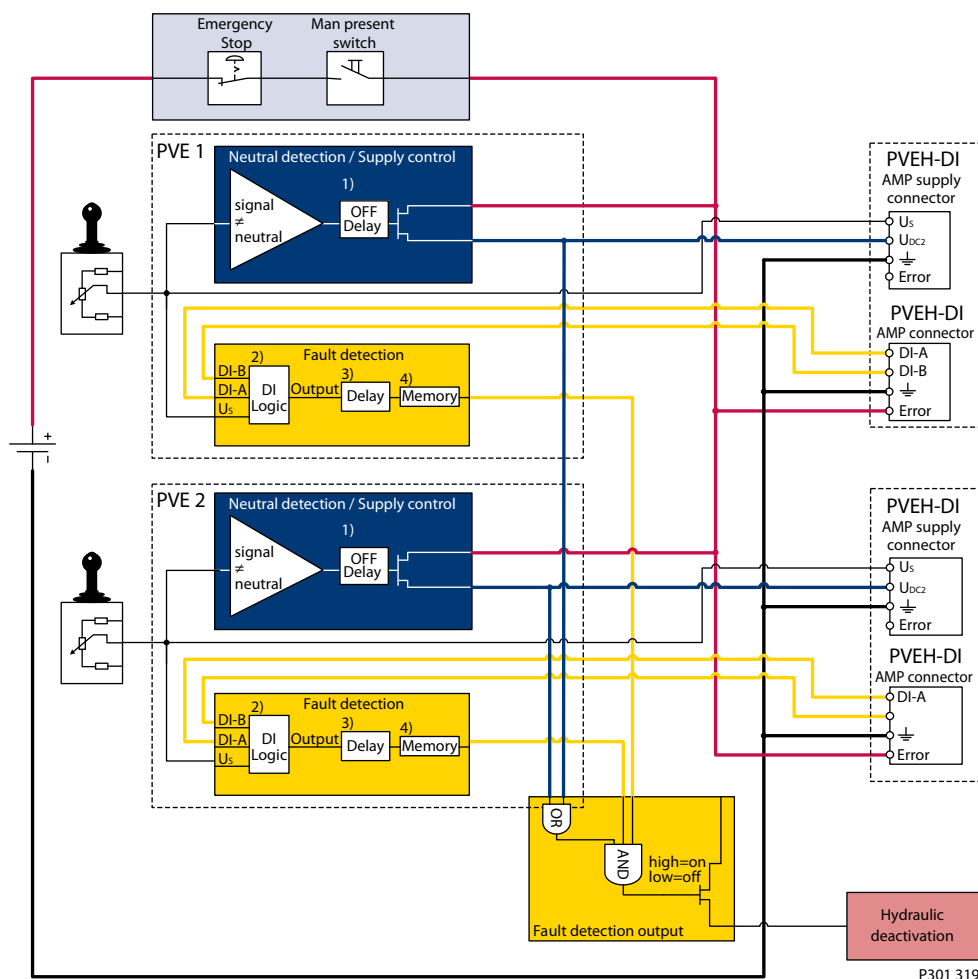 Emergency
Stop
Man present
switch
PVE 1
Neutral detection / Supply control
1)
signal
≠
neutral
OFF
Delay
PVEH-DI
AMP supply
connector
Us
UDC2
Error
Fault detection
2)
DI-B
DI-A
Us
DI
Logic
Output
3)
Delay
4)
Memory
PVEH-DI
AMP connector
DI-A
DI-B
Error
+
-
PVE 2
Neutral detection / Supply control
1)
signal
≠
neutral
OFF
Delay
PVEH-DI
AMP supply
connector
Us
UDC2
Error
Fault detection
2)
DI-B
DI-A
Us
DI
Logic
Output
3)
Delay
4)
Memory
PVEH-DI
AMP connector
DI-A
Error
OR
AND
high=on
low=off
Fault detection output
Hydraulic
deactivation
P301 319